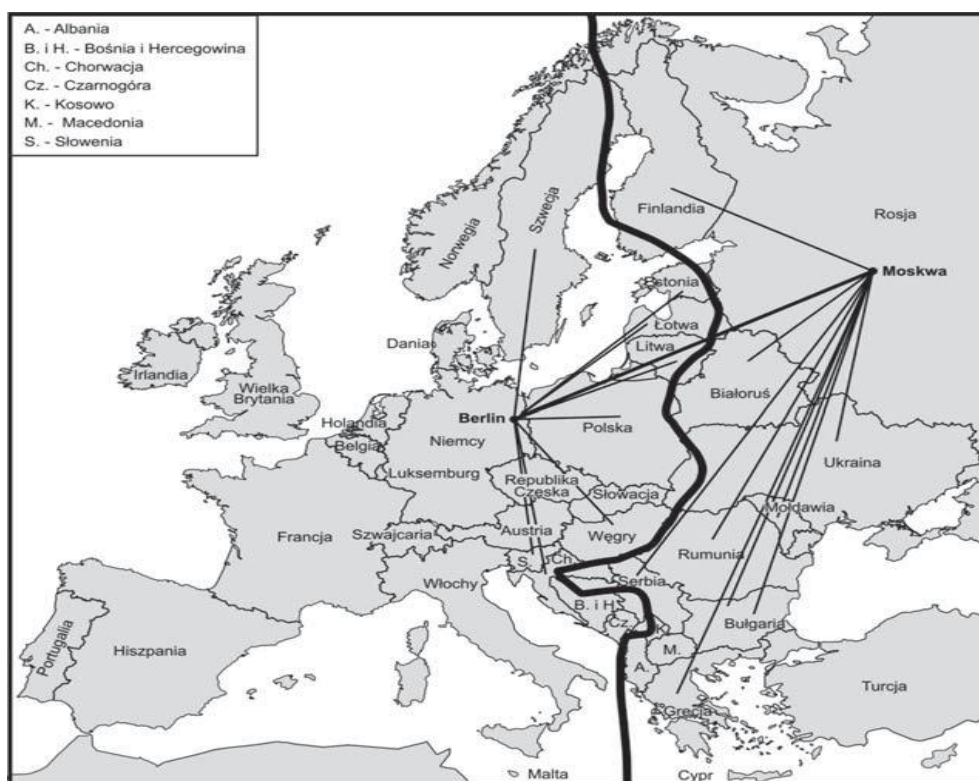 A. - Albania
B. i H. - Bośnia i Hercegowina
Ch. - Chorwacja
Cz. - Czarnogóra
K. - Kosowo
M. - Macedonia
S. - Słowenia
Norwegia
Szwecja
Finlandia
Rosja
Moskwa
Estonia
Łotwa
Litwa
Dania
Irlandia
Wielka
Brytania
Białoruś
Holandia
Berlin
Polska
Belgia
Niemcy
Ukraina
Luksemburg
Republika
Czeska
Słowacja
Mołdawia
Francja
Szwajcaria
Austria
Węgry
Rumunia
S.
Ch.
Włochy
Serbia
B. i H
Cz.
K.
Bułgaria
Portugalia
Hiszpania
M.
A.
Turcja
Grecja
Malta
Cypr